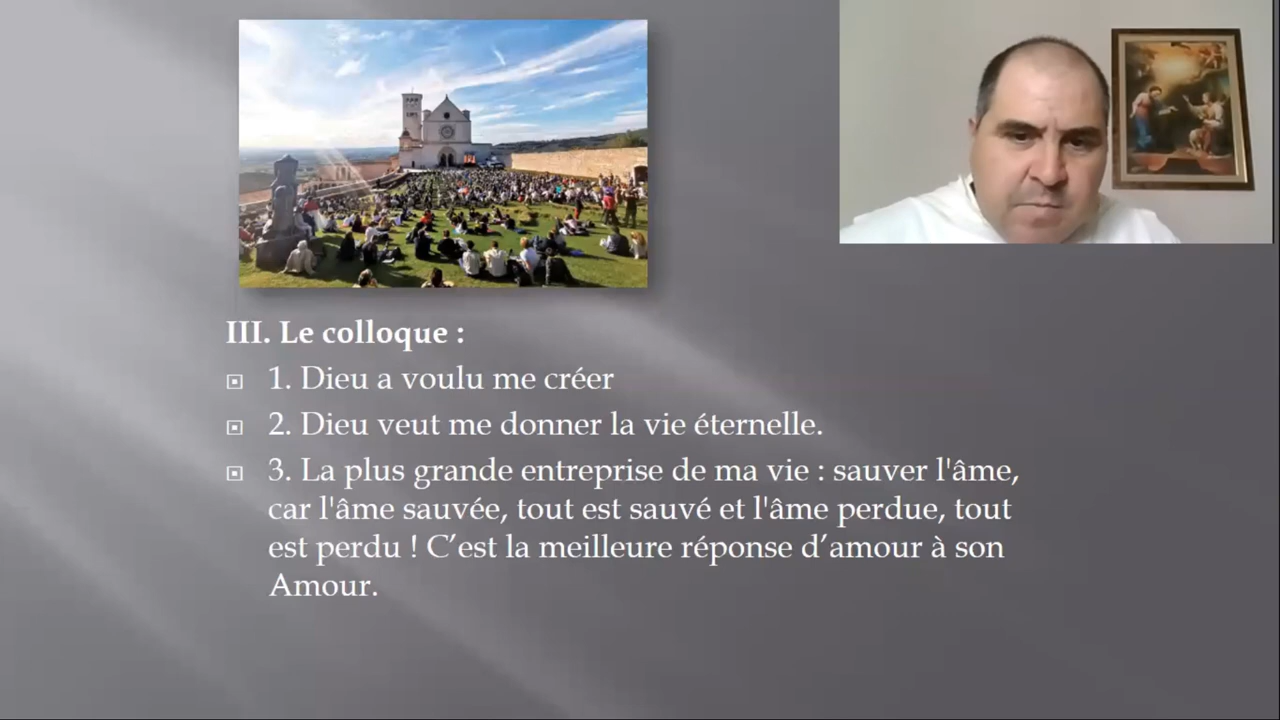 III. Le colloque :
1. Dieu a voulu me créer
2. Dieu veut me donner la vie éternelle.
3. La plus grande entreprise de ma vie : sauver l'âme,
car l'âme sauvée, tout est sauvé et l'âme perdue, tout
est perdu ! C’est la meilleure réponse d’amour à son
Amour.